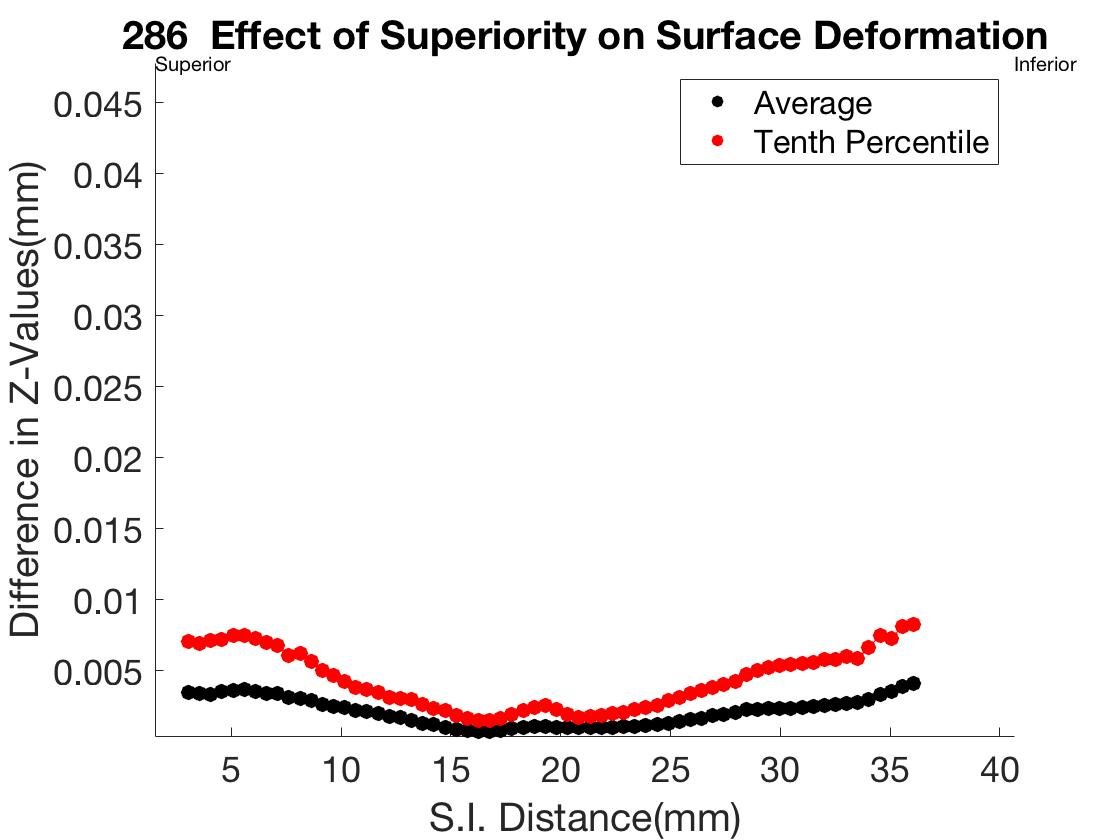 286  Effect of Superiority on Surface Deformation
Superior
Inferior
Average
Tenth Percentile
Difference in Z-Values(mm)
0.045
0.04
0.035
0.03
0.025
0.02
0.015
0.01
0.005
5 10 15 20 25 30 35 40
S.I. Distance(mm)